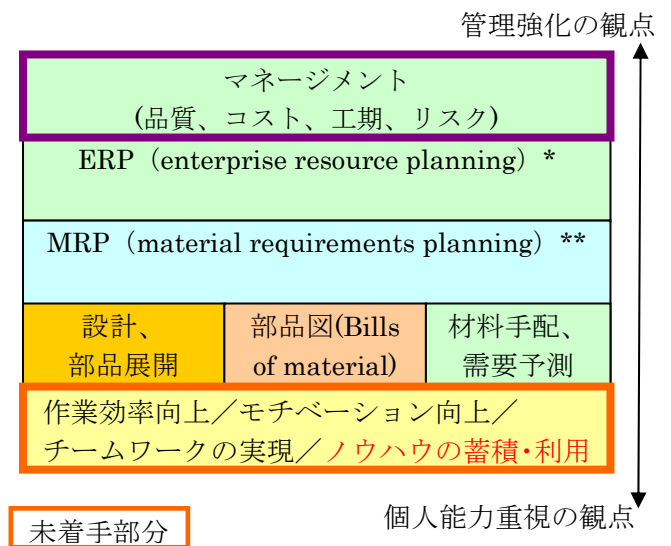 管理強化の観点
マネージメント
(品質、コスト、工期、リスク)
ERP（enterprise resource planning）*
MRP（material requirements planning）**
設計、
部品展開
部品図(Bills
of material)
材料手配、
需要予測
作業効率向上／モチベーション向上／
チームワークの実現／ノウハウの蓄積・利用
個人能力重視の観点
未着手部分